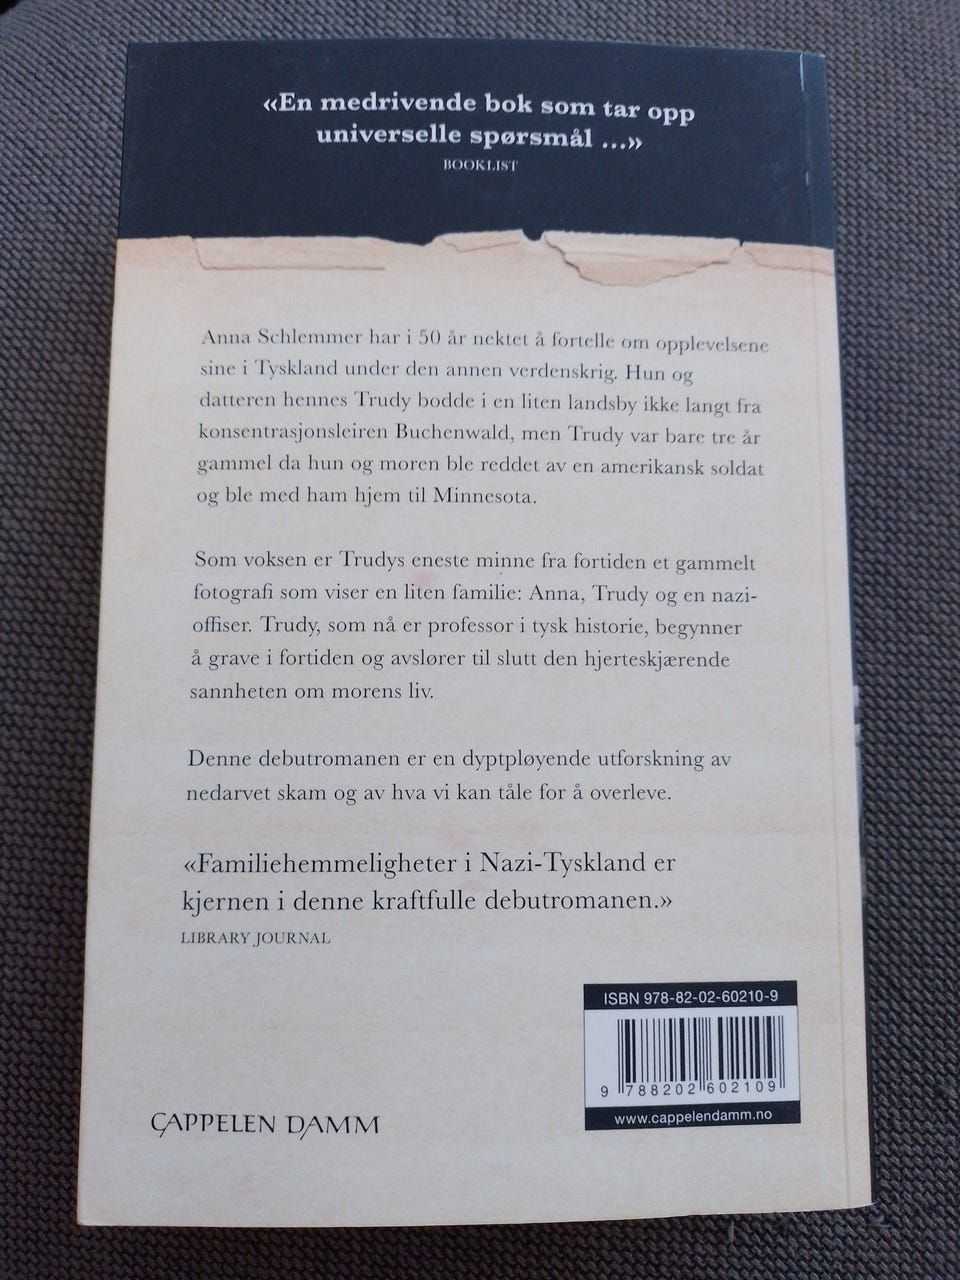 «En medrivende bok som tar opp
universelle spørsmål ...»
BOOKLIST
Anna Schlemmer har i 50 år nektet å fortelle om opplevelsene
sine i Tyskland under den annen verdenskrig. Hun og
datteren hennes Trudy bodde i en liten landsby ikke langt fra
konsentrasjonsleiren Buchenwald, men Trudy var bare tre år
gammel da hun og moren ble reddet av en amerikansk soldat
og ble med ham hjem til Minnesota.
Som voksen er Trudys eneste minne fra fortiden et gammelt
fotografi som viser en liten familie: Anna, Trudy og en nazi-
offiser. Trudy, som nå er professor i tysk historie, begynner
å grave i fortiden og avslører til slutt den hjerteskjærende
sannheten om morens liv.
Denne debutromanen er en dyptpløyende utforskning av
nedarvet skam og av hva vi kan tåle for å overleve.
«Familiehemmeligheter i Nazi-Tyskland er
kjernen i denne kraftfulle debutromanen.»
LIBRARY JOURNAL
ISBN 978-82-02-60210-9
9 788202 602109
www.cappelendamm.no
CAPPELEN DAMM